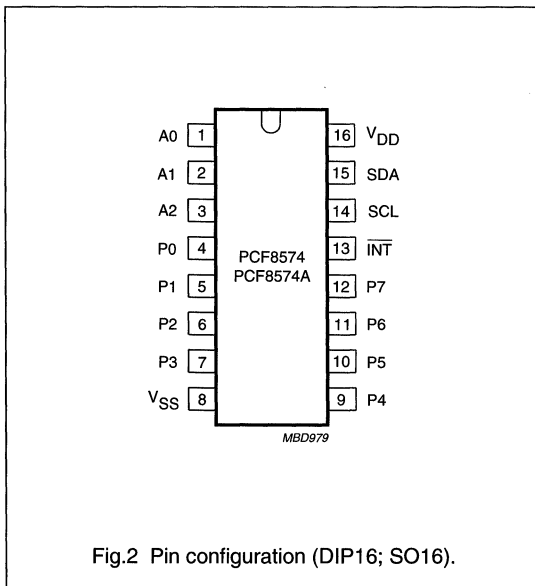 A0 1 16 VDD
A1 2 15 SDA
A2 3 14 SCL
P0 4 13 INT
PCF8574
PCF8574A
P1 5 12 P7
P2 6 11 P6
P3 7 10 P5
VSS 8 9 P4
MBD979
Fig.2 Pin configuration (DIP16; SO16).